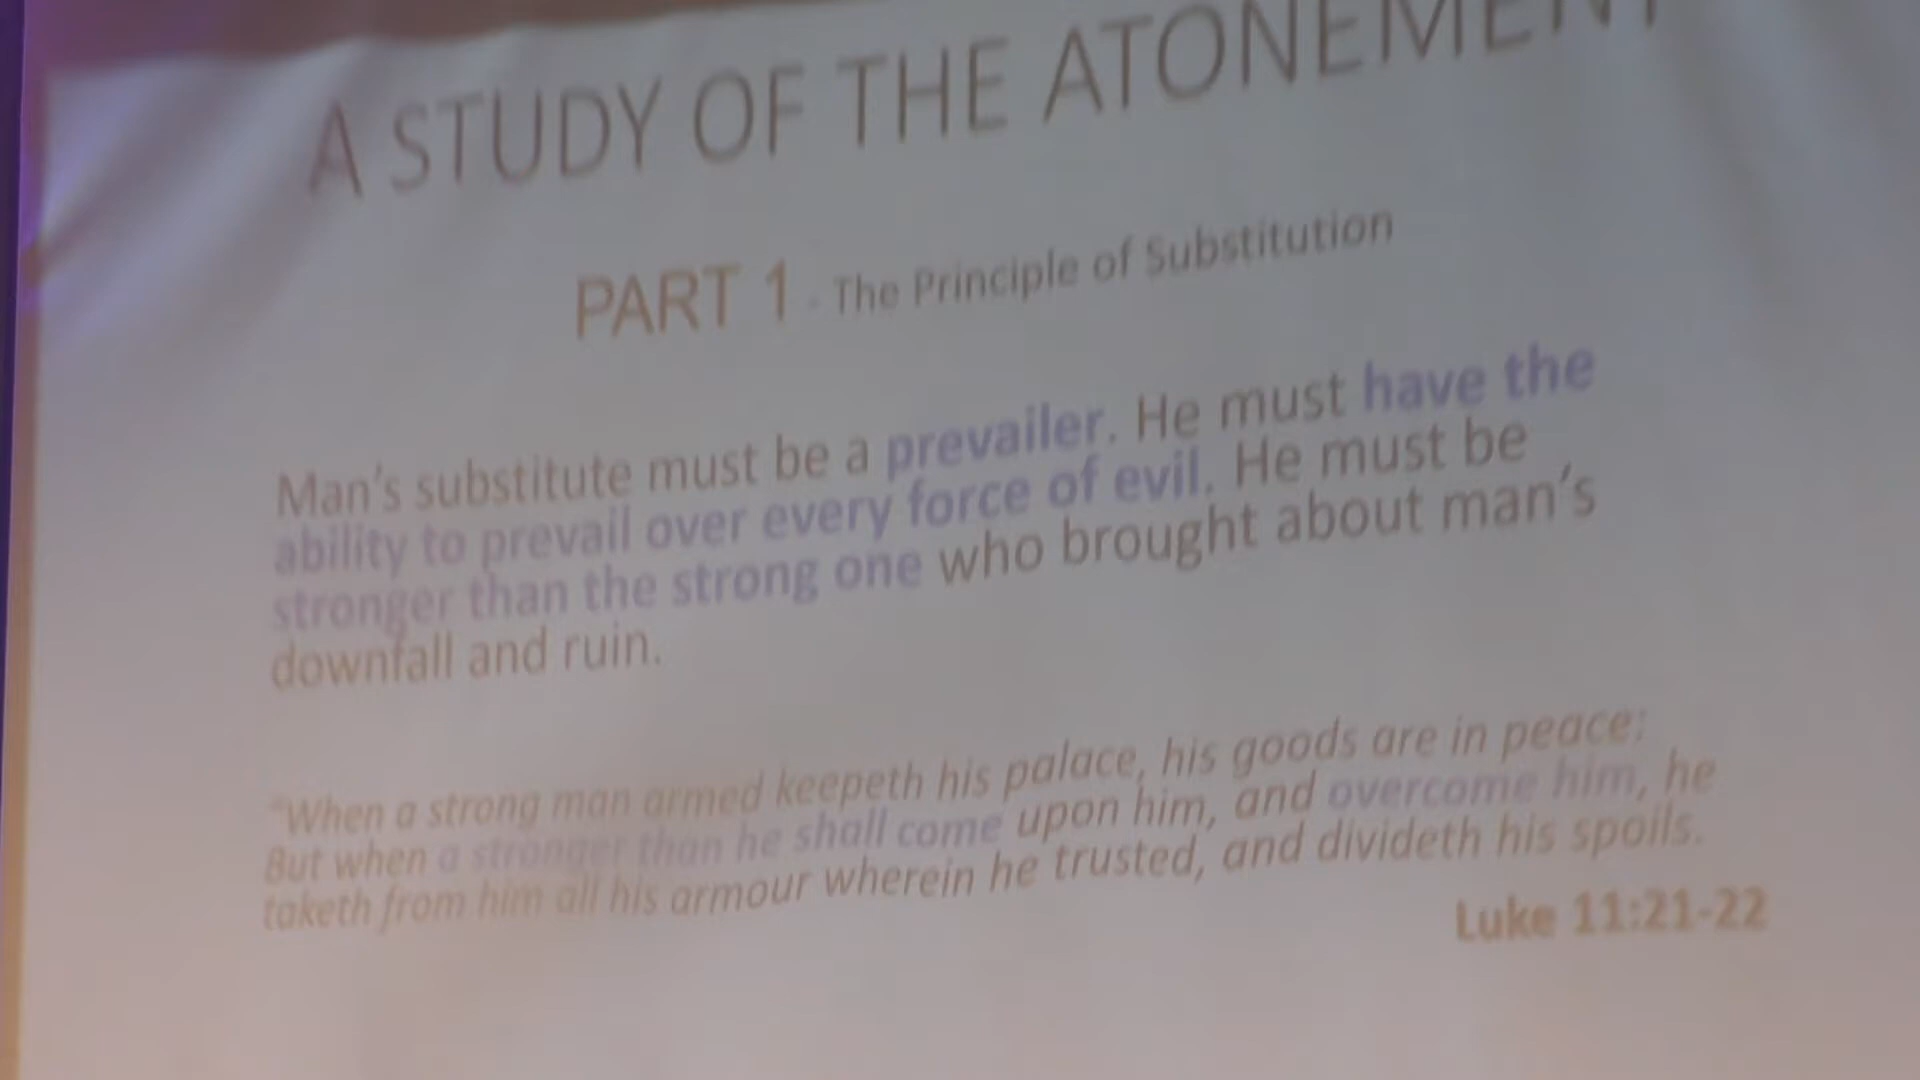 A STUDY OF THE ATONEMENT
PART 1 - The Principle of Substitution
Man's substitute must be a prevailer. He must have the
ability to prevail over every force of evil. He must be
stronger than the strong one who brought about man's
downfall and ruin.
"When a strong man armed keepeth his palace, his goods are in peace:
But when a stronger than he shall come upon him, and overcome him, he
taketh from him all his armour wherein he trusted, and divideth his spoils.
Luke 11:21-22